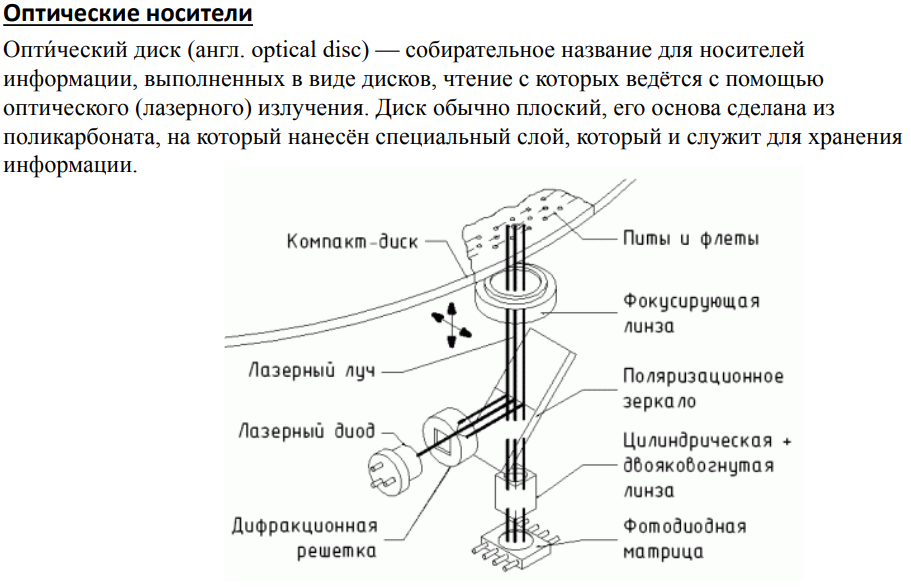 Оптические носители
Опти́ческий диск (англ. optical disc) — собирательное название для носителей
информации, выполненных в виде дисков, чтение с которых ведётся с помощью
оптического (лазерного) излучения. Диск обычно плоский, его основа сделана из
поликарбоната, на который нанесён специальный слой, который и служит для хранения
информации.
Компакт-диск
Питы и флеты
Фокусирующая
линза
Лазерный луч
Поляризационное
зеркало
Лазерный диод
Цилиндрическая +
двояковогнутая
линза
Дифракционная
решетка
Фотодиодная
матрица